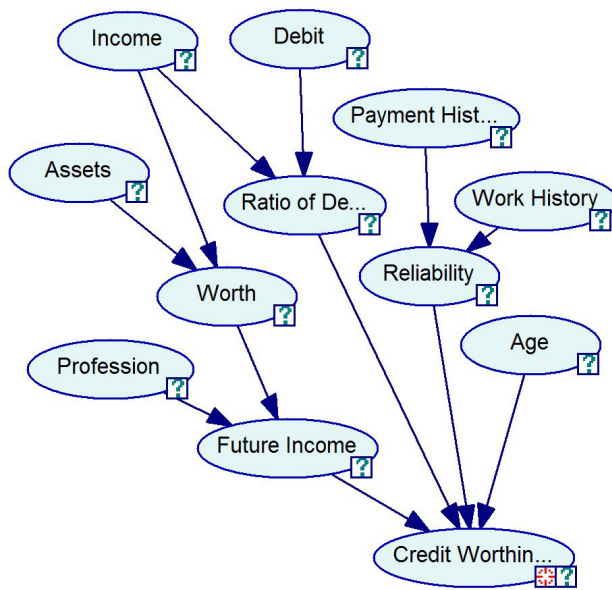 Income
Debit
Payment Hist...
Assets
Ratio of De...
Work History
Reliability
Worth
Age
Profession
Future Income
Credit Worthin...